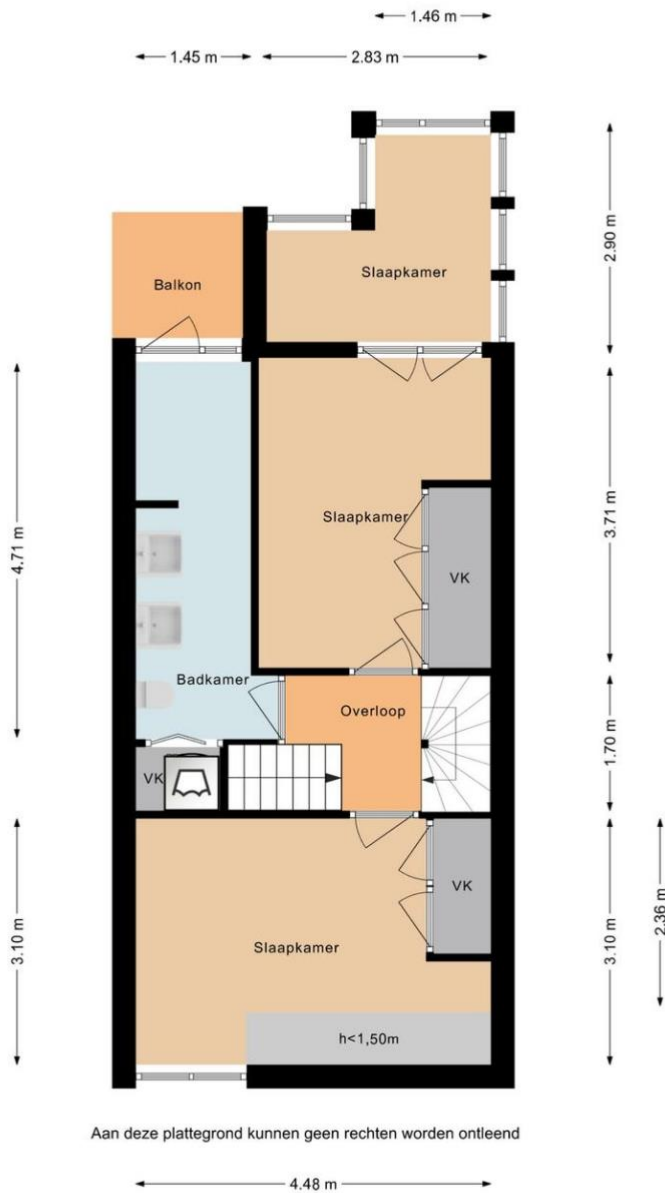 1.46 m
1.45 m
2.83 m
Balkon
Slaapkamer
2.90 m
4.71 m
Slaapkamer
VK
3.71 m
Badkamer
Overloop
1.70 m
VK
3.10 m
Slaapkamer
VK
3.10 m
2.36 m
h<1,50m
Aan deze plattegrond kunnen geen rechten worden ontleend
4.48 m